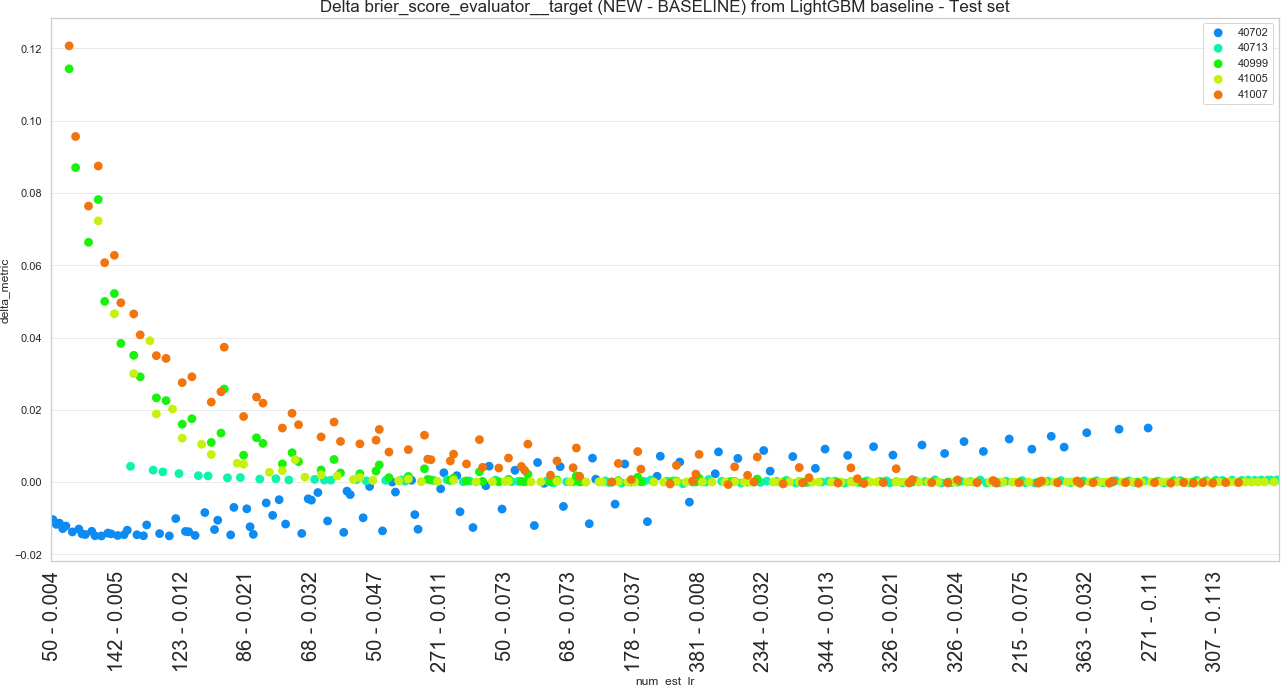 Delta brier_score_evaluator__target (NEW - BASELINE) from LightGBM baseline - Test set
40702
40713
40999
41005
41007
delta_metric
0.12
0.10
0.08
0.06
0.04
0.02
0.00
−0.02
50 - 0.004
142 - 0.005
123 - 0.012
86 - 0.021
68 - 0.032
50 - 0.047
271 - 0.011
50 - 0.073
68 - 0.073
178 - 0.037
381 - 0.008
234 - 0.032
344 - 0.013
326 - 0.021
326 - 0.024
215 - 0.075
363 - 0.032
271 - 0.11
307 - 0.113
num_est_lr